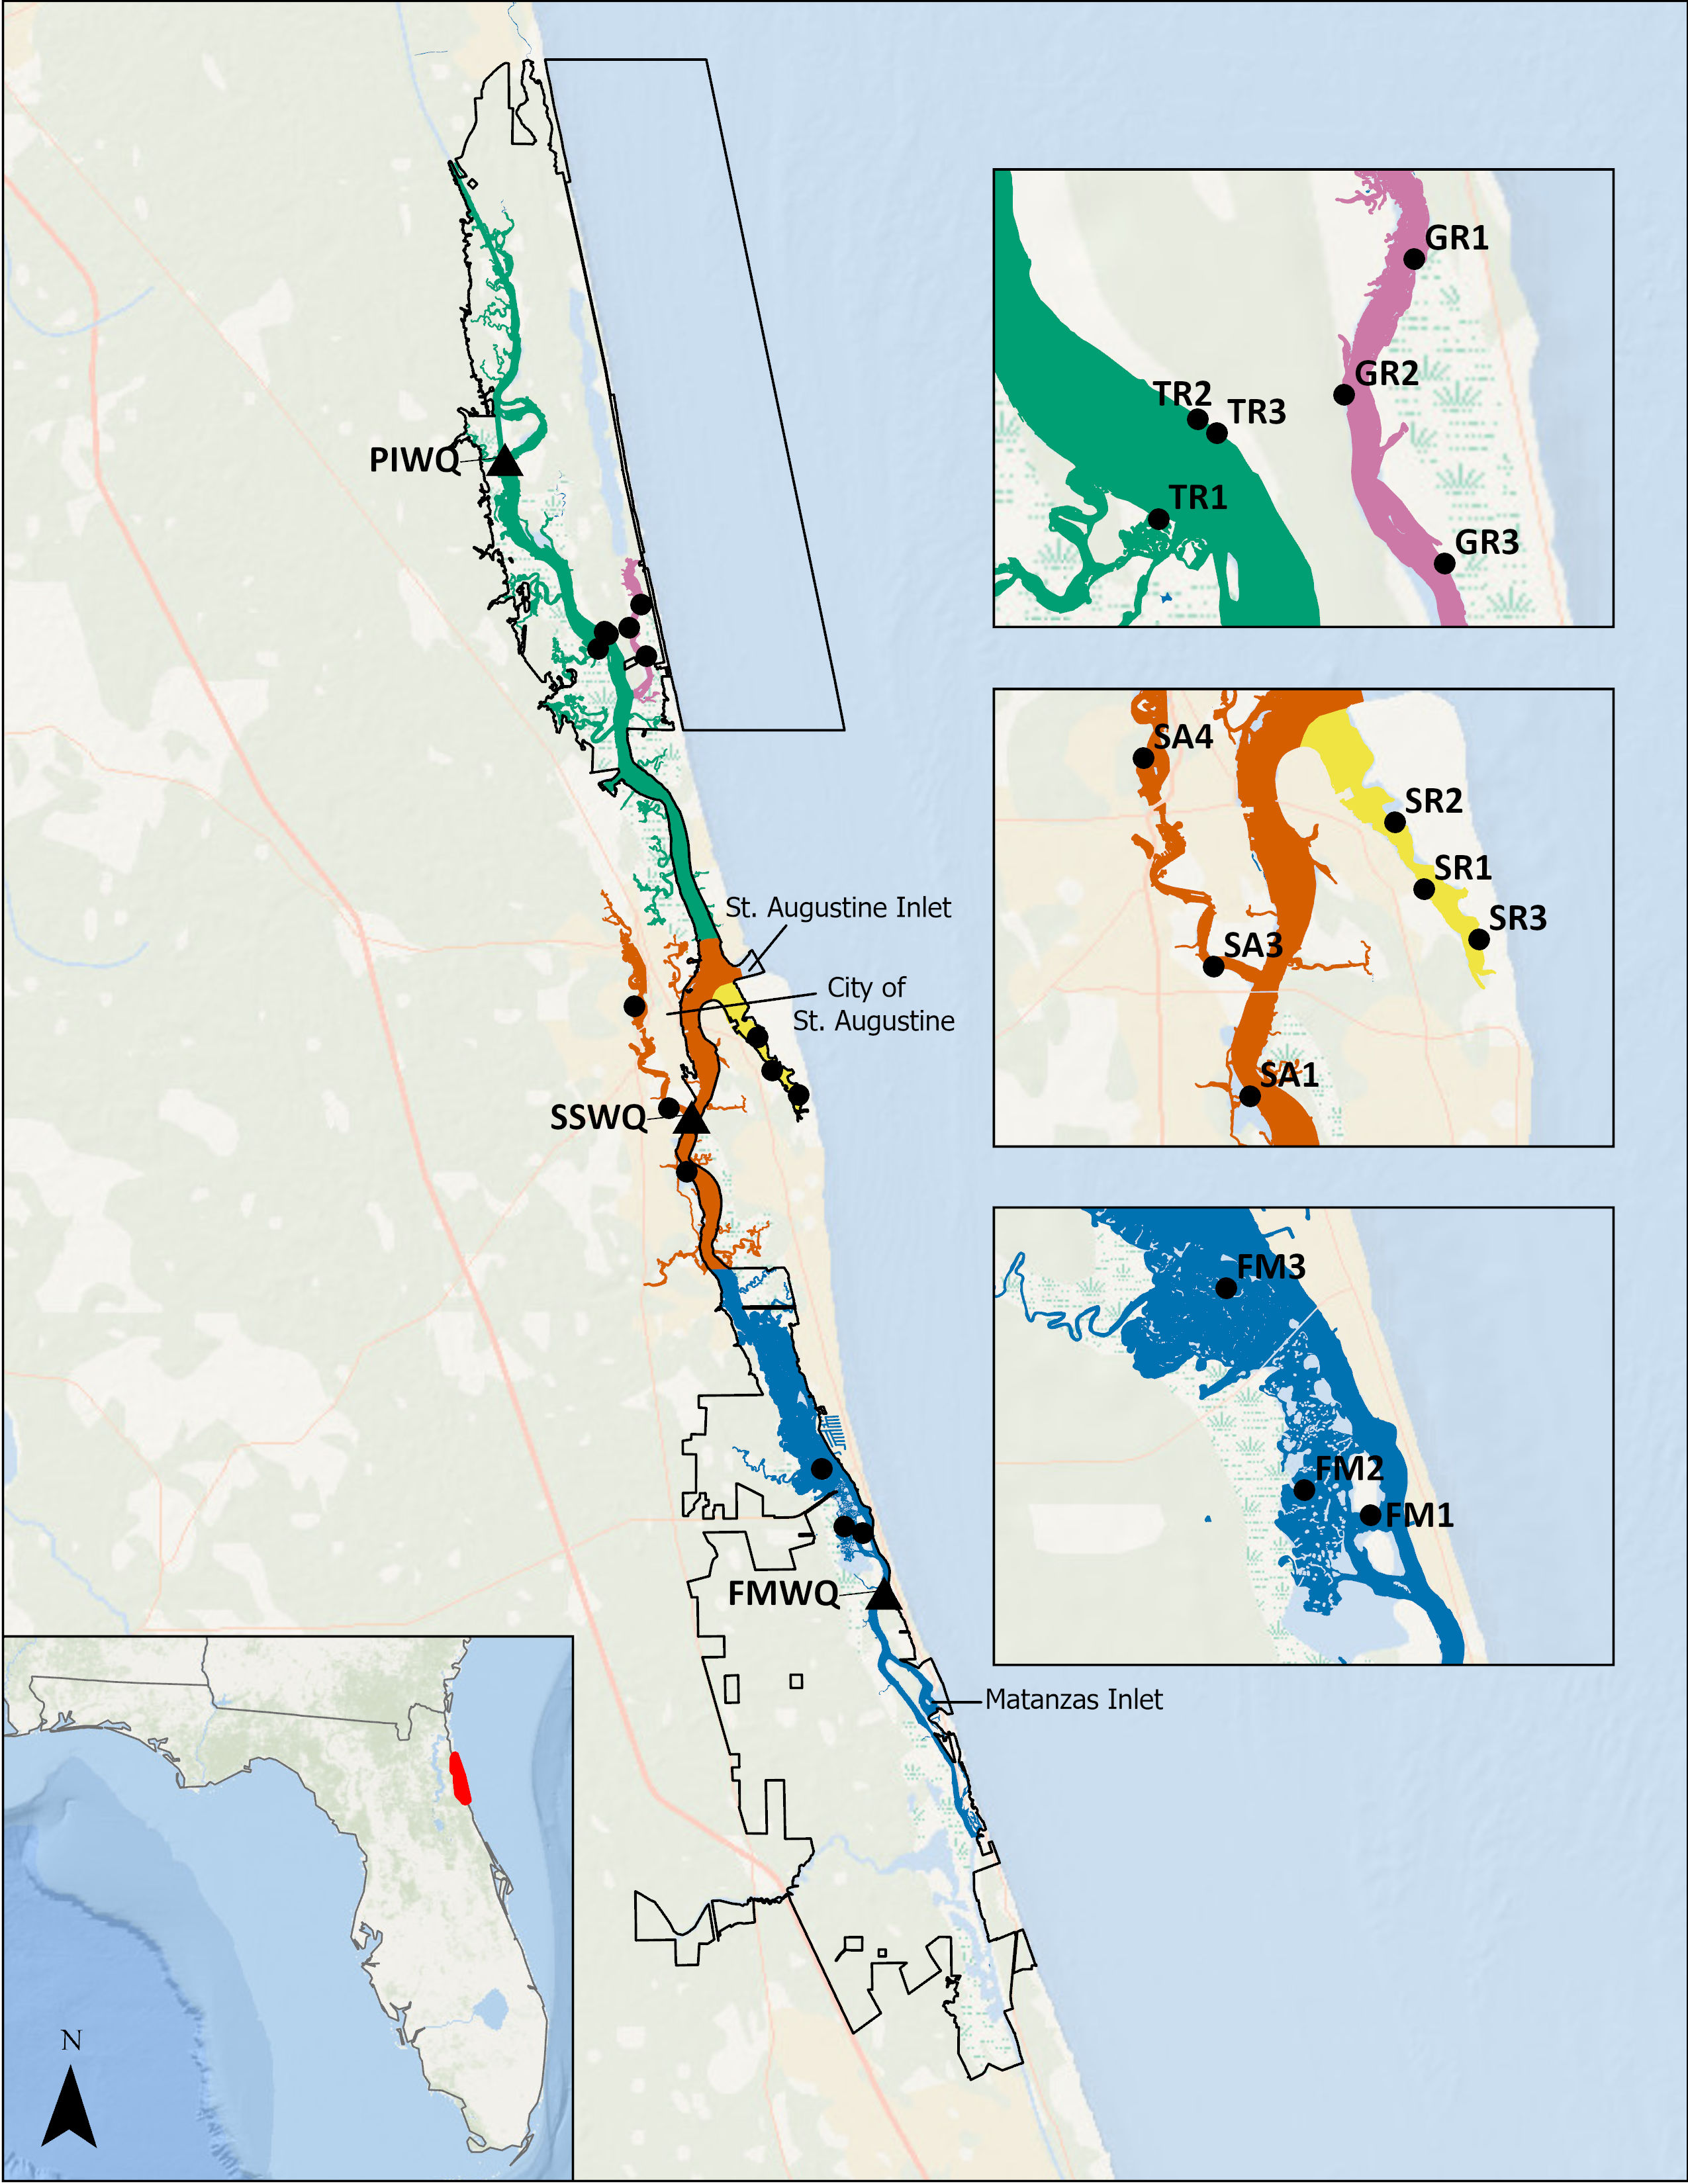 GR1
GR2
TR2
TR3
PIWQ
TR1
GR3
SA4
SR2
SR1
St. Augustine Inlet
SR3
SA3
City of
St. Augustine
SA1
SSWQ
FM3
FM2
FM1
FMWQ
Matanzas Inlet
N